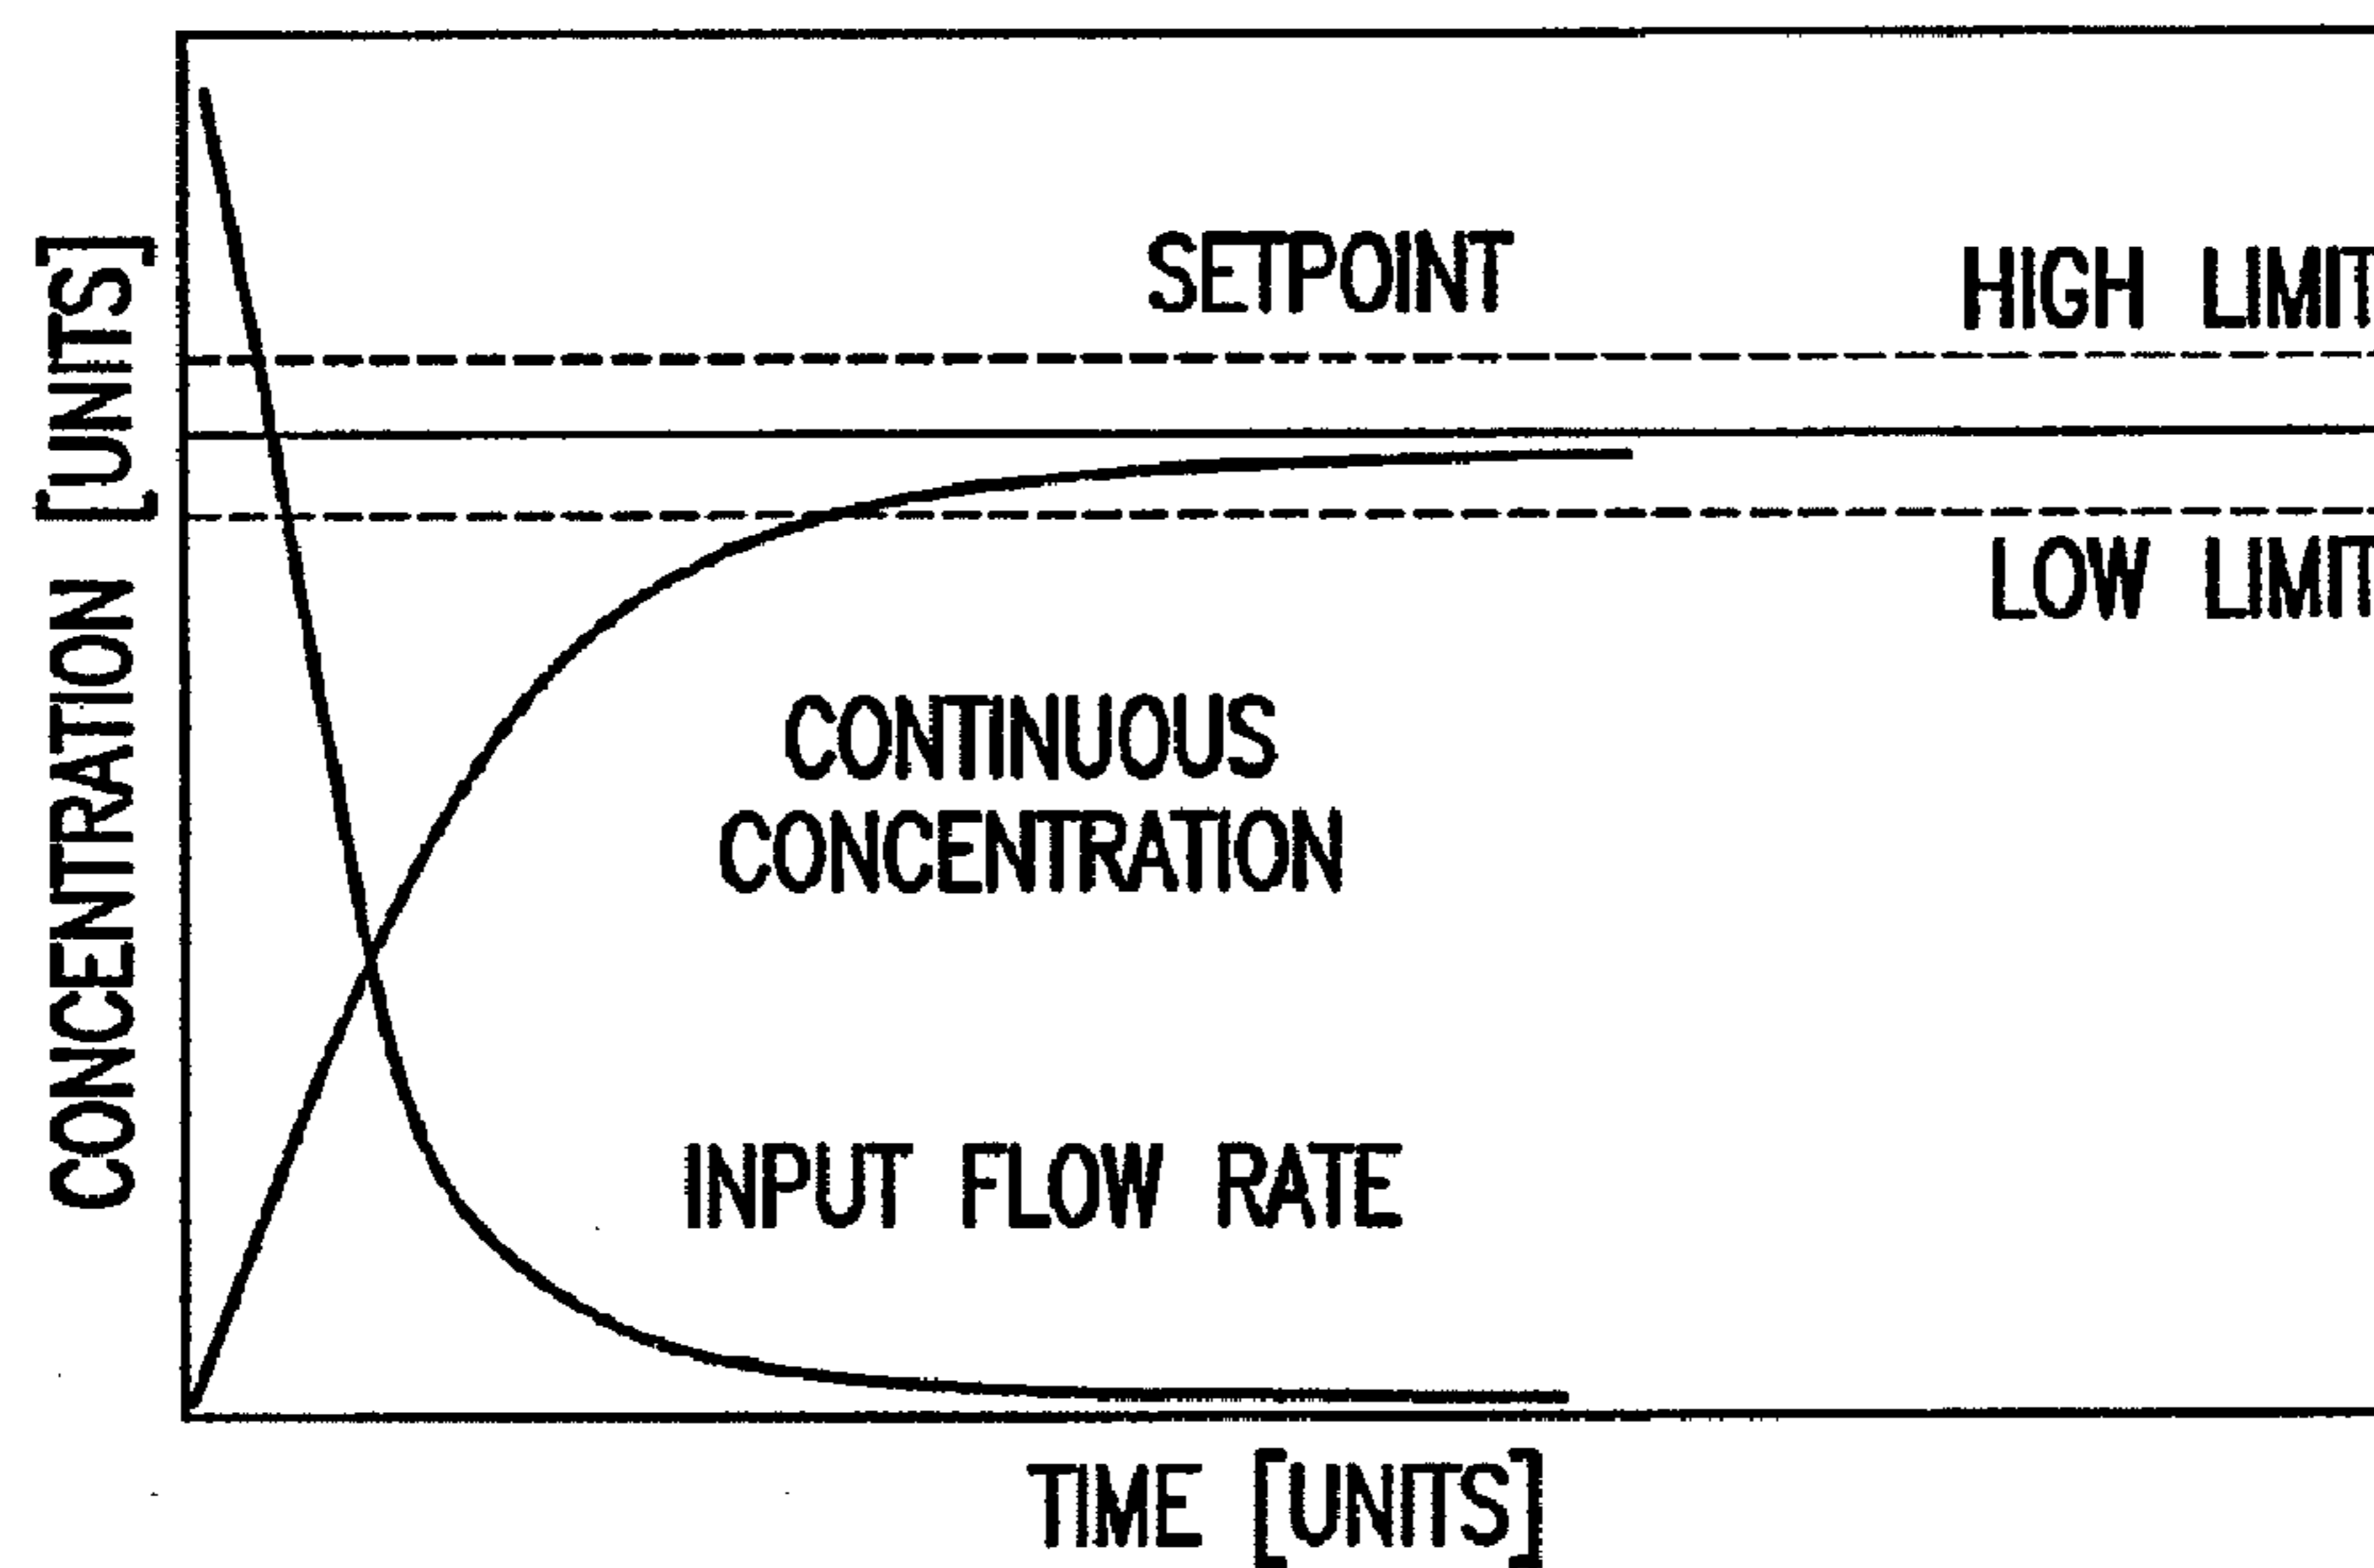 SETPOINT
HIGH LIMIT
LOW LIMIT
CONTINUOUS
CONCENTRATION
INPUT FLOW RATE
CONCENTRATION [UNITS]
TIME [UNITS]